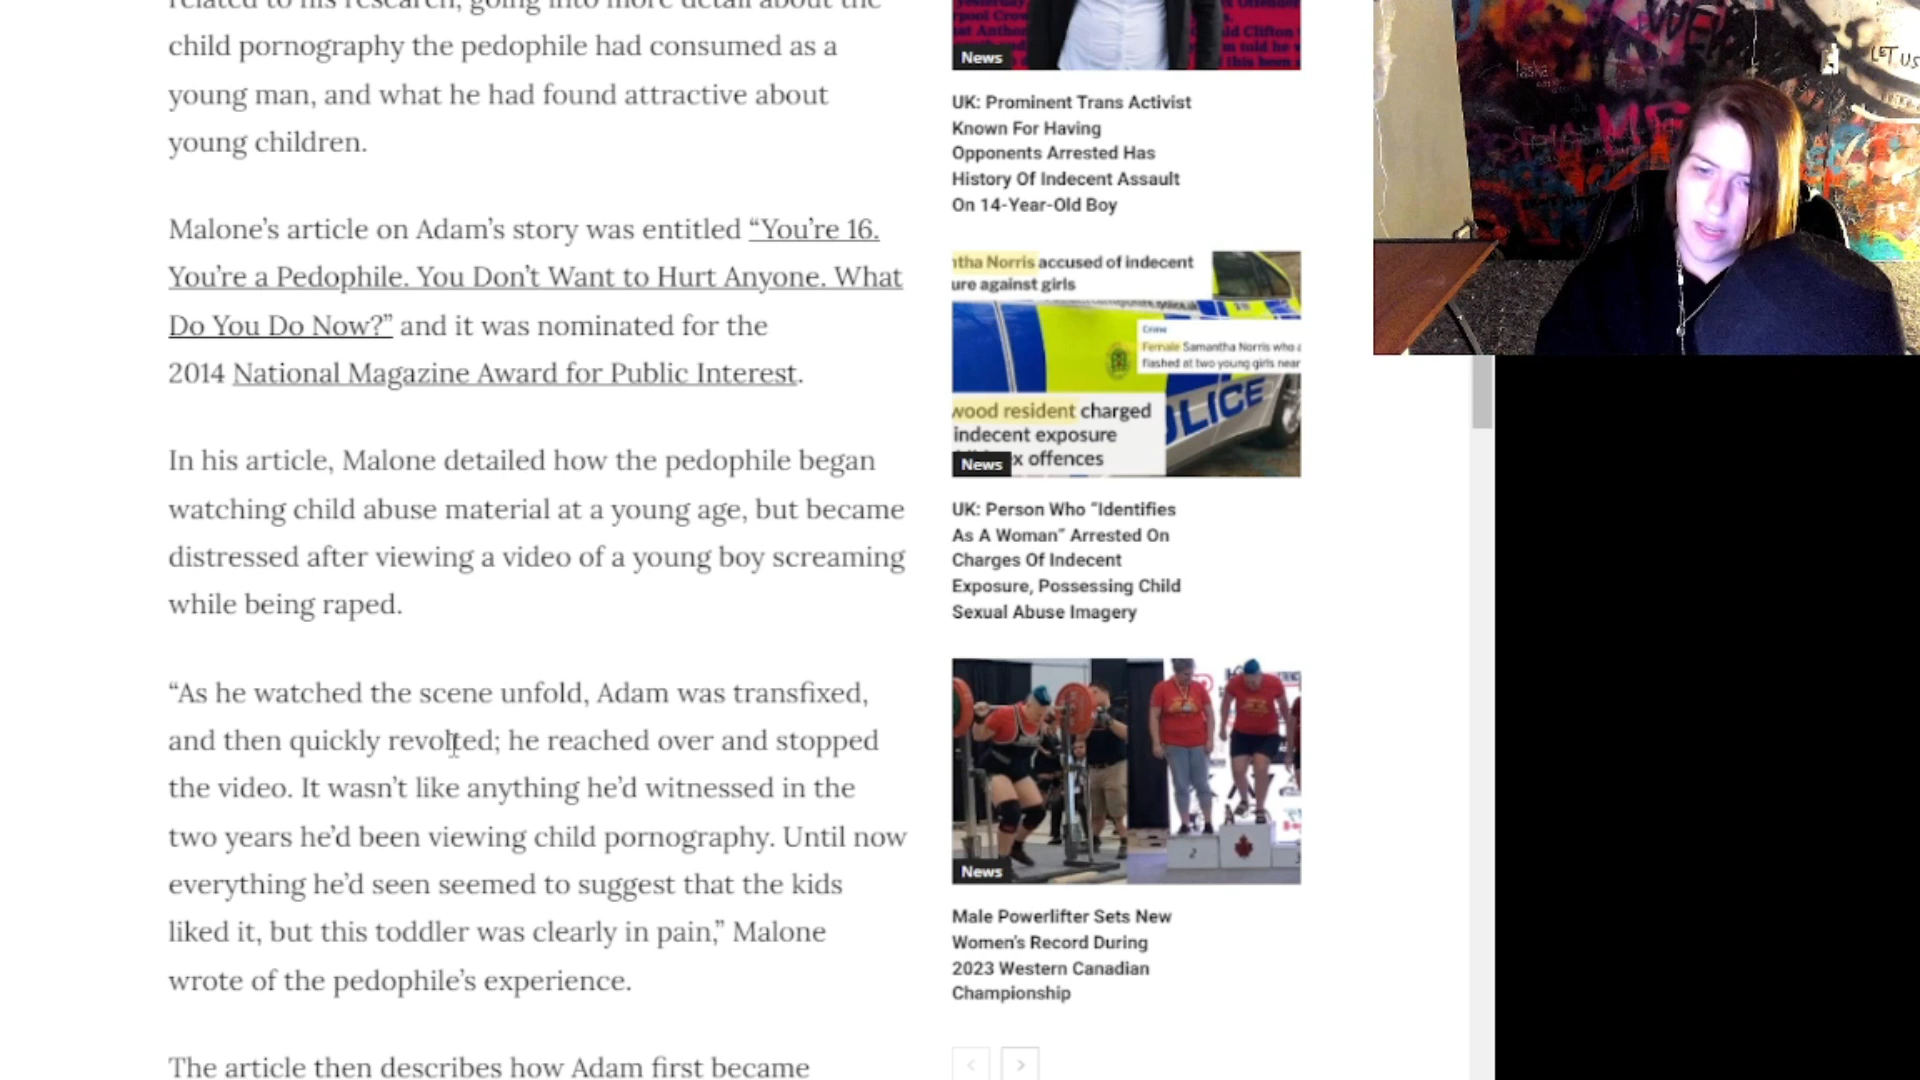 related to his research, going into more detail about the
child pornography the pedophile had consumed as a
young man, and what he had found attractive about
young children.
Malone’s article on Adam’s story was entitled “You’re 16.
You’re a Pedophile. You Don’t Want to Hurt Anyone. What
Do You Do Now?” and it was nominated for the
2014 National Magazine Award for Public Interest.
In his article, Malone detailed how the pedophile began
watching child abuse material at a young age, but became
distressed after viewing a video of a young boy screaming
while being raped.
“As he watched the scene unfold, Adam was transfixed,
and then quickly revolted; he reached over and stopped
the video. It wasn’t like anything he’d witnessed in the
two years he’d been viewing child pornography. Until now
everything he’d seen seemed to suggest that the kids
liked it, but this toddler was clearly in pain,” Malone
wrote of the pedophile’s experience.
The article then describes how Adam first became
News
UK: Prominent Trans Activist
Known For Having
Opponents Arrested Has
History Of Indecent Assault
On 14-Year-Old Boy
ntha Norris accused of indecent
ure against girls
Crime
Female Samantha Norris who
flashed at two young girls near
wood resident charged
indecent exposure
x offences
LICE
News
UK: Person Who “Identifies
As A Woman” Arrested On
Charges Of Indecent
Exposure, Possessing Child
Sexual Abuse Imagery
2
News
Male Powerlifter Sets New
Women’s Record During
2023 Western Canadian
Championship
LET US